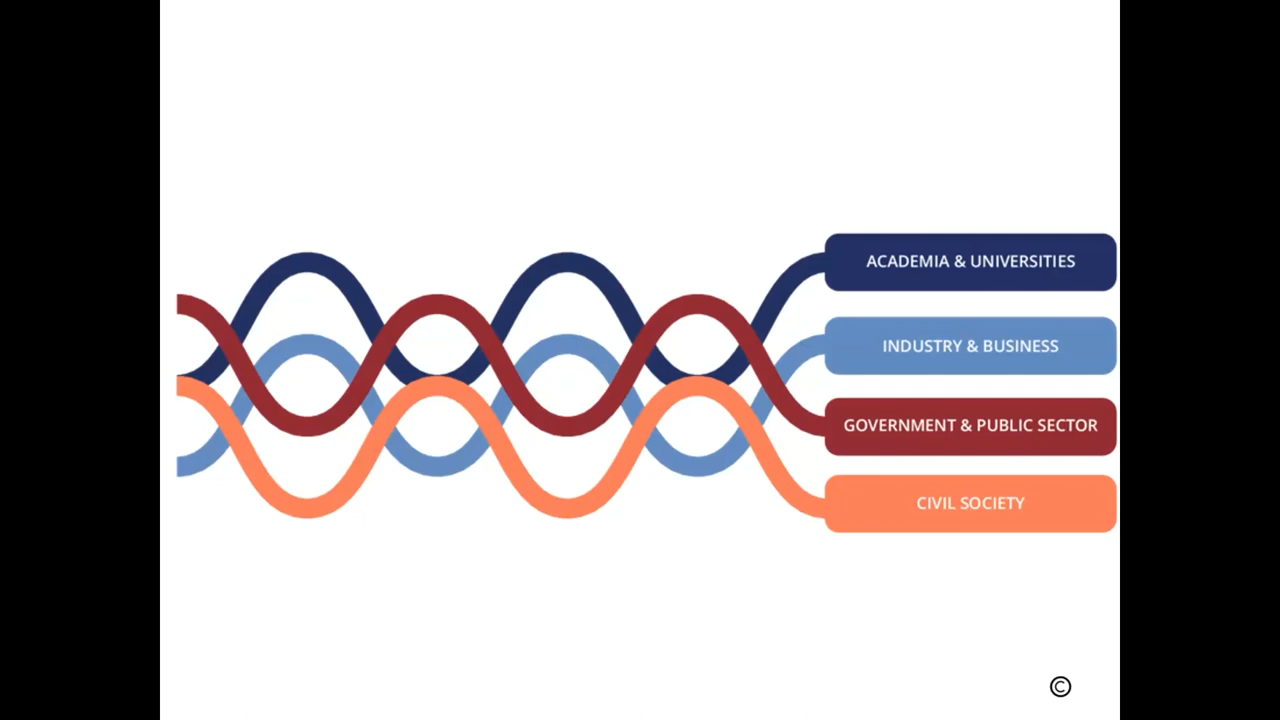 ACADEMIA & UNIVERSITIES
INDUSTRY & BUSINESS
GOVERNMENT & PUBLIC SECTOR
CIVIL SOCIETY
©